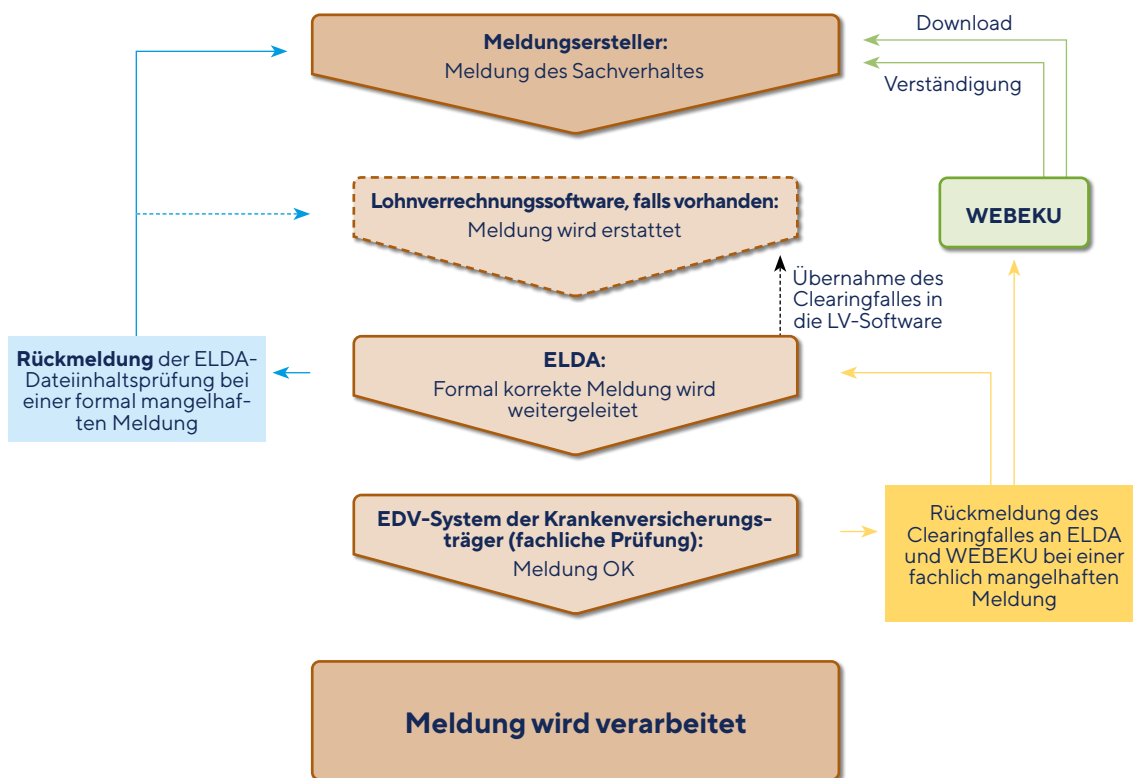 Meldungsersteller:
Meldung des Sachverhaltes
Download
Verständigung
Lohnverrechnungssoftware, falls vorhanden:
Meldung wird erstattet
WEBEKU
Übernahme des
Clearingfalles in
die LV-Software
Rückmeldung der ELDA-
Dateiinhaltsprüfung bei
einer formal mangelhaf-
ten Meldung
ELDA:
Formal korrekte Meldung wird
weitergeleitet
EDV-System der Krankenversicherungs-
träger (fachliche Prüfung):
Meldung OK
Rückmeldung des
Clearingfalles an ELDA
und WEBEKU bei einer
fachlich mangelhaften
Meldung
Meldung wird verarbeitet